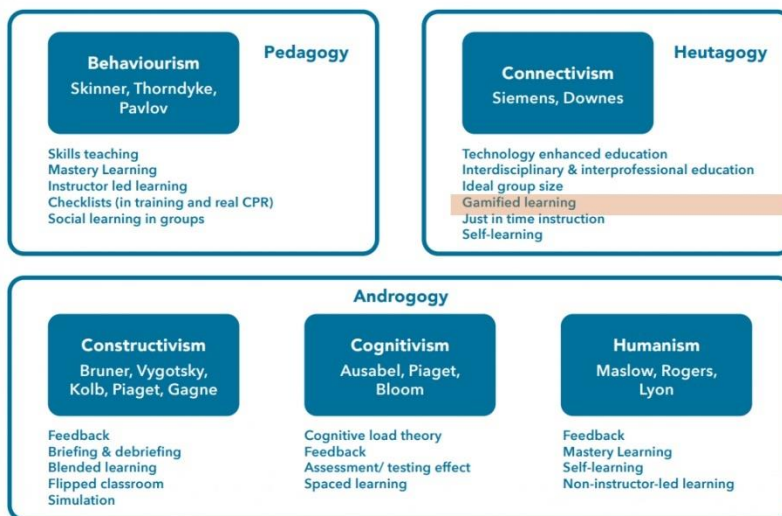 Pedagogy
Behaviourism
Skinner, Thorndyke,
Pavlov
Skills teaching
Mastery Learning
Instructor led learning
Checklists (in training and real CPR)
Social learning in groups
Heutagogy
Connectivism
Siemens, Downes
Technology enhanced education
Interdisciplinary & interprofessional education
Ideal group size
Gamified learning
Just in time instruction
Self-learning
Androgogy
Constructivism
Bruner, Vygotsky,
Kolb, Piaget, Gagne
Feedback
Briefing & debriefing
Blended learning
Flipped classroom
Simulation
Cognitivism
Ausabel, Piaget,
Bloom
Cognitive load theory
Feedback
Assessment/ testing effect
Spaced learning
Humanism
Maslow, Rogers,
Lyon
Feedback
Mastery Learning
Self-learning
Non-instructor-led learning